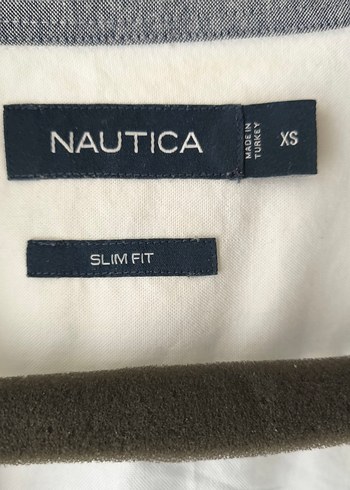 NAUTICA
MADE IN
TURKEY
XS
SLIM FIT